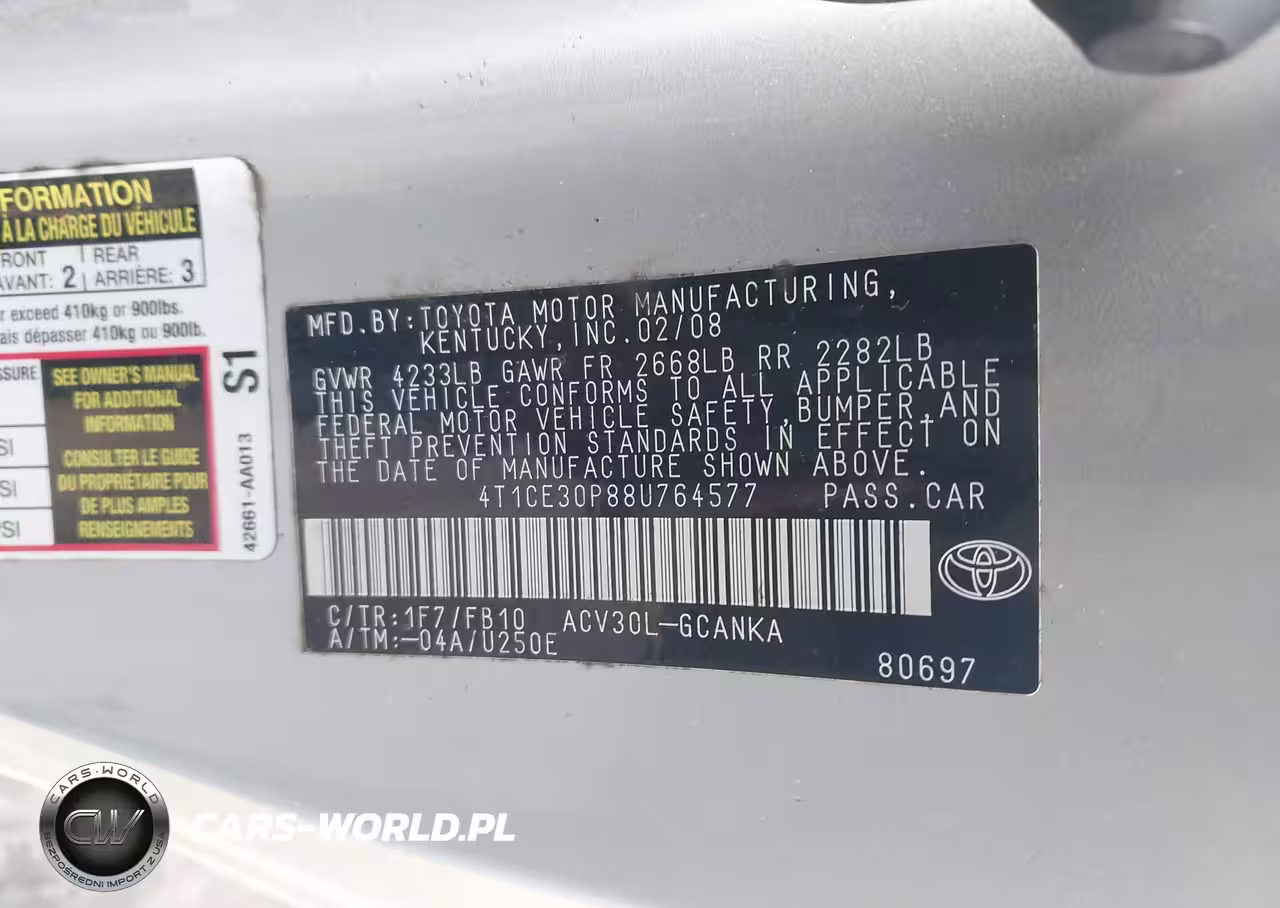 FORMATION
À LA CHARGE DU VÉHICULE
FRONT REAR
AVANT: 2 ARRIÈRE: 3
exceed 410kg or 900lbs.
ais dépasser 410kg ou 900lb.
SSURE
SI
SI
PSI
SEE OWNER'S MANUAL
FOR ADDITIONAL
INFORMATION
CONSULTER LE GUIDE
DU PROPRIÉTAIRE POUR
DE PLUS AMPLES
RENSEIGNEMENTS
S1
42661-AA013
MFD.BY:TOYOTA MOTOR MANUFACTURING,
KENTUCKY,INC.02/08
GVWR 4233LB GAWR FR 2668LB RR 2282LB
THIS VEHICLE CONFORMS TO ALL APPLICABLE
FEDERAL MOTOR VEHICLE SAFETY,BUMPER,AND
THEFT PREVENTION STANDARDS IN EFFECT ON
THE DATE OF MANUFACTURE SHOWN ABOVE.
4T1CE30P88U764577 PASS.CAR
C/TR:1F7/FB10 ACV30L-GCANKA
A/TM:-04A/U250E
80697
CARS-WORLD
CW
BEZPOŚREDNI IMPORT Z USA
CARS-WORLD.PL